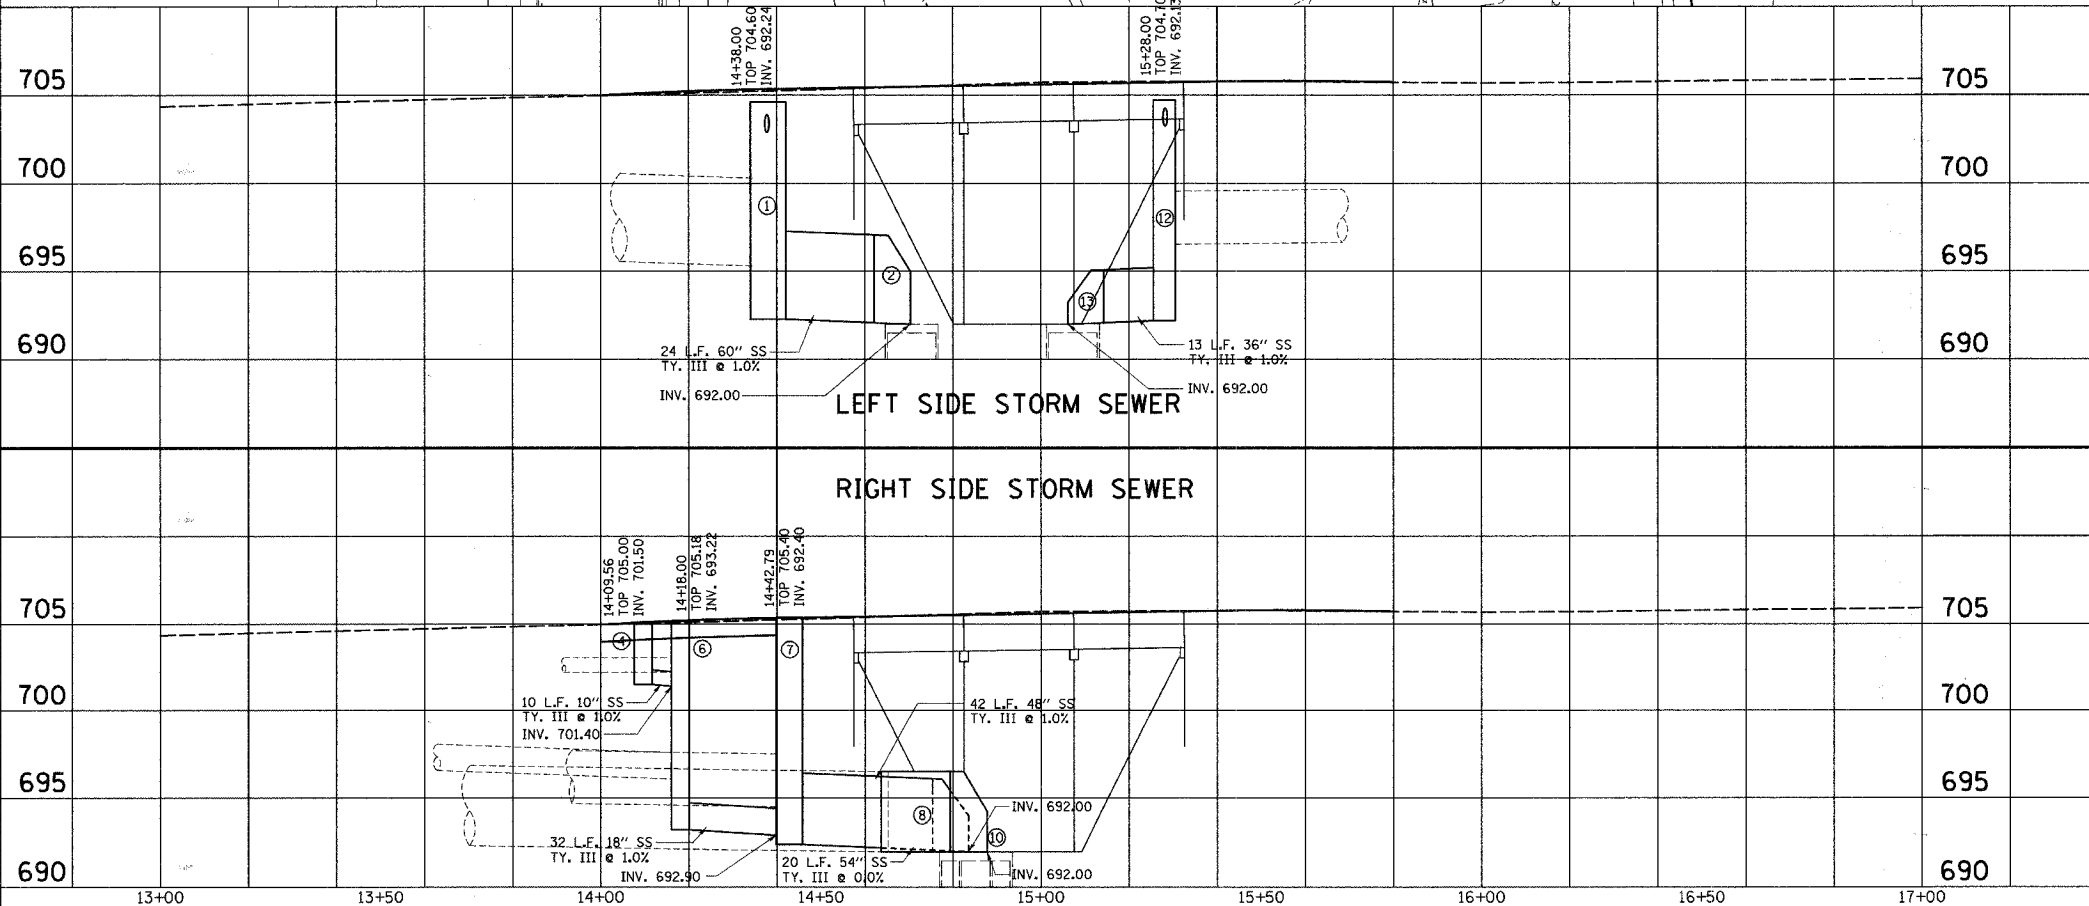 14+38.00
TOP 704.60
INV. 692.24
15+28.00
TOP 704.70
INV. 692.13
705
705
700
700
695
695
690
690
1
2
12
13
24 L.F. 60" SS
TY. III @ 1.0%
INV. 692.00
13 L.F. 36" SS
TY. III @ 1.0%
INV. 692.00
LEFT SIDE STORM SEWER
RIGHT SIDE STORM SEWER
14+09.56
TOP 705.00
INV. 701.50
14+18.00
TOP 705.18
INV. 693.22
14+42.79
TOP 705.40
INV. 692.40
705
705
4
6
7
700
700
10 L.F. 10" SS
TY. III @ 1.0%
INV. 701.40
42 L.F. 48" SS
TY. III @ 1.0%
695
695
8
10
INV. 692.00
32 L.F. 18" SS
TY. III @ 1.0%
INV. 692.90
20 L.F. 54" SS
TY. III @ 0.0%
INV. 692.00
690
690
13+00
13+50
14+00
14+50
15+00
15+50
16+00
16+50
17+00